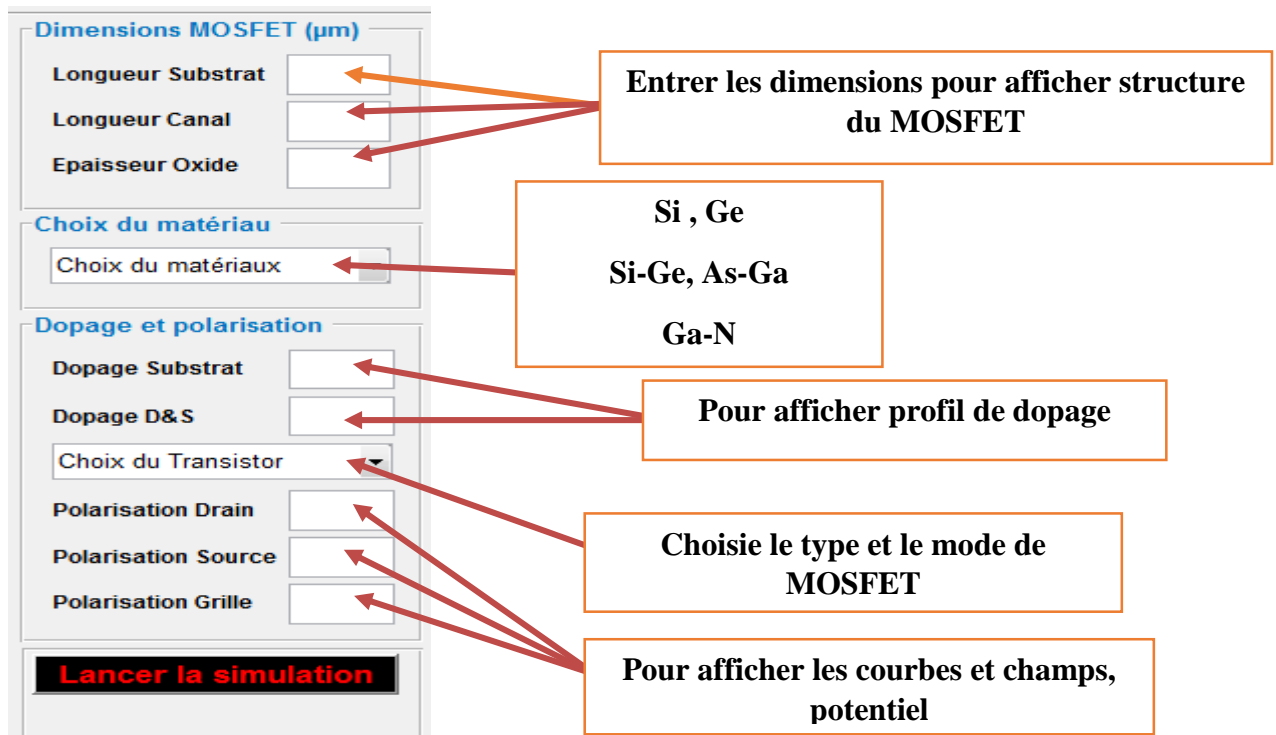 Dimensions MOSFET (µm)
Longueur Substrat
Longueur Canal
Epaisseur Oxide
Entrer les dimensions pour afficher structure
du MOSFET
Choix du matériau
Choix du matériaux
Si , Ge
Si-Ge, As-Ga
Ga-N
Dopage et polarisation
Dopage Substrat
Dopage D&S
Pour afficher profil de dopage
Choix du Transistor
Choisie le type et le mode de
MOSFET
Polarisation Drain
Polarisation Source
Polarisation Grille
Pour afficher les courbes et champs,
potentiel
Lancer la simulation